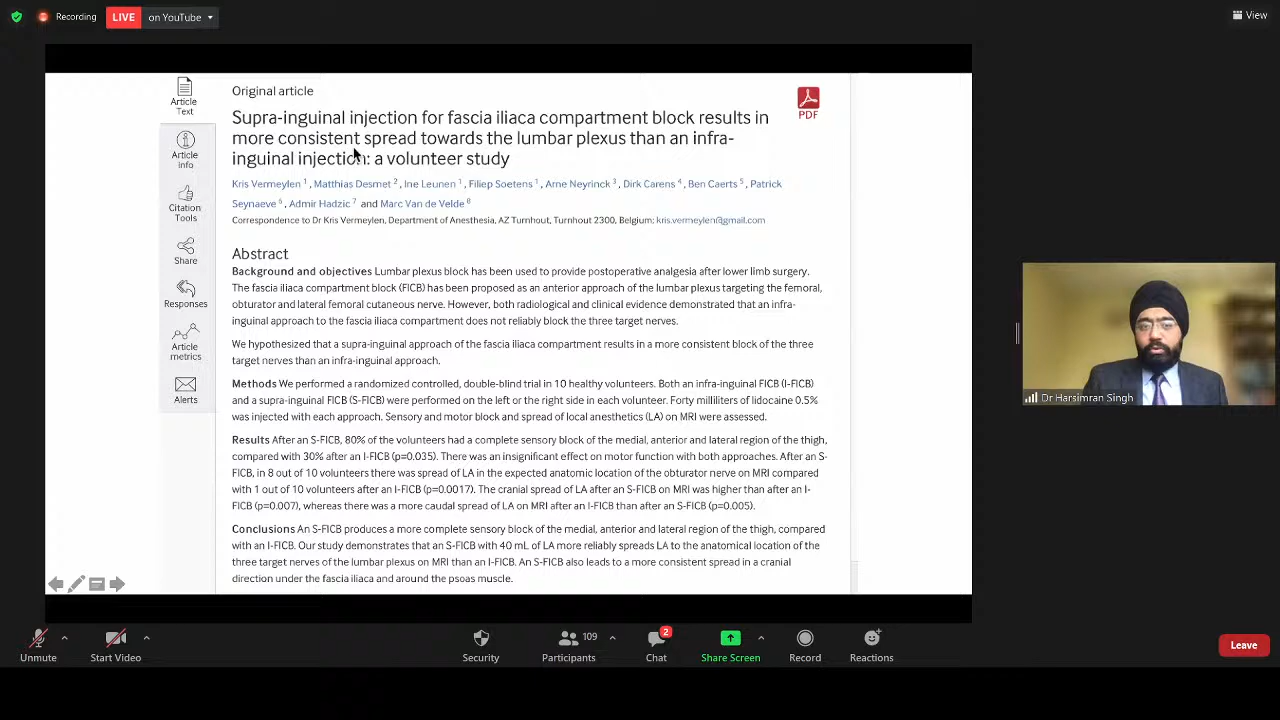 Recording
LIVE on YouTube
View
Article Text
Article info
Citation Tools
Share
Responses
Article metrics
Alerts
Original article
PDF
Supra-inguinal injection for fascia iliaca compartment block results in
more consistent spread towards the lumbar plexus than an infra-
inguinal injection: a volunteer study
Kris Vermeylen 1, Matthias Desmet 2, Ine Leunen 1, Filiep Soetens 1, Arne Neyrinck 3, Dirk Carens 4, Ben Caerts 5, Patrick
Seynaeve 6, Admir Hadzic 7 and Marc Van de Velde 8
Correspondence to Dr Kris Vermeylen, Department of Anesthesia, AZ Turnhout, Turnhout 2300, Belgium; kris.vermeylen@gmail.com
Abstract
Background and objectives Lumbar plexus block has been used to provide postoperative analgesia after lower limb surgery.
The fascia iliaca compartment block (FICB) has been proposed as an anterior approach of the lumbar plexus targeting the femoral,
obturator and lateral femoral cutaneous nerve. However, both radiological and clinical evidence demonstrated that an infra-
inguinal approach to the fascia iliaca compartment does not reliably block the three target nerves.
We hypothesized that a supra-inguinal approach of the fascia iliaca compartment results in a more consistent block of the three
target nerves than an infra-inguinal approach.
Methods We performed a randomized controlled, double-blind trial in 10 healthy volunteers. Both an infra-inguinal FICB (I-FICB)
and a supra-inguinal FICB (S-FICB) were performed on the left or the right side in each volunteer. Forty milliliters of lidocaine 0.5%
was injected with each approach. Sensory and motor block and spread of local anesthetics (LA) on MRI were assessed.
Results After an S-FICB, 80% of the volunteers had a complete sensory block of the medial, anterior and lateral region of the thigh,
compared with 30% after an I-FICB (p=0.035). There was an insignificant effect on motor function with both approaches. After an S-
FICB, in 8 out of 10 volunteers there was spread of LA in the expected anatomic location of the obturator nerve on MRI compared
with 1 out of 10 volunteers after an I-FICB (p=0.0017). The cranial spread of LA after an S-FICB on MRI was higher than after an I-
FICB (p=0.007), whereas there was a more caudal spread of LA on MRI after an I-FICB than after an S-FICB (p=0.005).
Conclusions An S-FICB produces a more complete sensory block of the medial, anterior and lateral region of the thigh, compared
with an I-FICB. Our study demonstrates that an S-FICB with 40 mL of LA more reliably spreads LA to the anatomical location of the
three target nerves of the lumbar plexus on MRI than an I-FICB. An S-FICB also leads to a more consistent spread in a cranial
direction under the fascia iliaca and around the psoas muscle.
Dr Harsimran Singh
109
2
Unmute
Start Video
Security
Participants
Chat
Share Screen
Record
Reactions
Leave